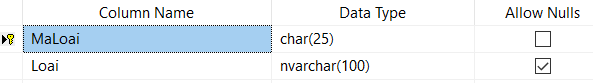 Column Name Data Type Allow Nulls
MaLoai char(25)
Loai nvarchar(100)